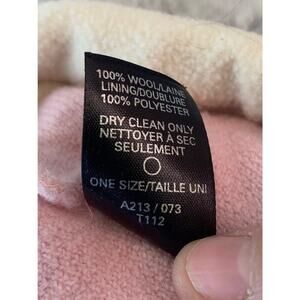 100% WOOL/LAINE
LINING/DOUBLURE
100% POLYESTER
DRY CLEAN ONLY
NETTOYER À SEC
SEULEMENT
ONE SIZE/TAILLE UNI
A213 / 073
T112